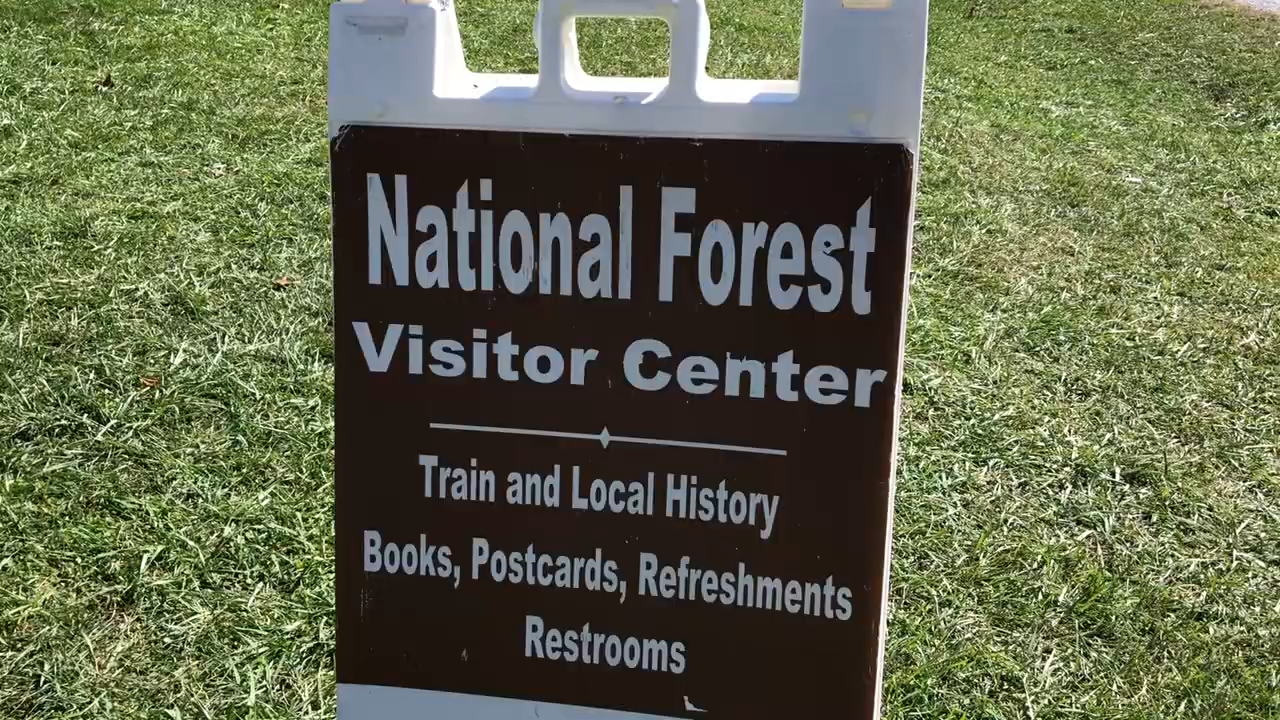 National Forest
Visitor Center
Train and Local History
Books, Postcards, Refreshments
Restrooms